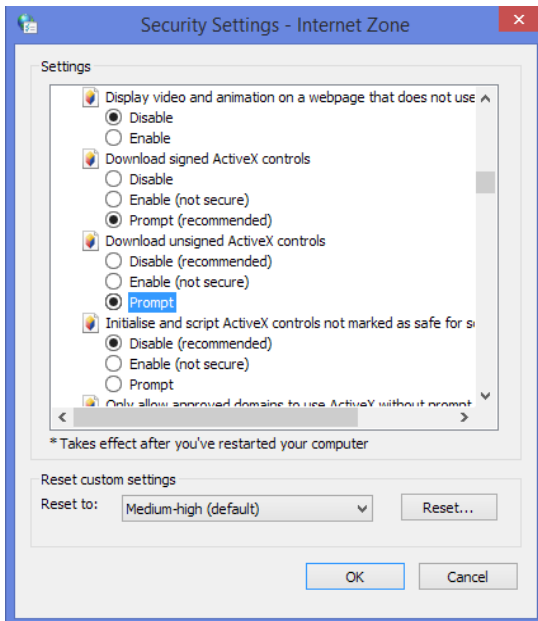 Security Settings - Internet Zone
Settings
Display video and animation on a webpage that does not use
Disable
Enable
Download signed ActiveX controls
Disable
Enable (not secure)
Prompt (recommended)
Download unsigned ActiveX controls
Disable (recommended)
Enable (not secure)
Prompt
Initialise and script ActiveX controls not marked as safe for s
Disable (recommended)
Enable (not secure)
Prompt
Only allow approved domains to use ActiveX without prompt
* Takes effect after you've restarted your computer
Reset custom settings
Reset to:
Medium-high (default)
Reset...
OK
Cancel